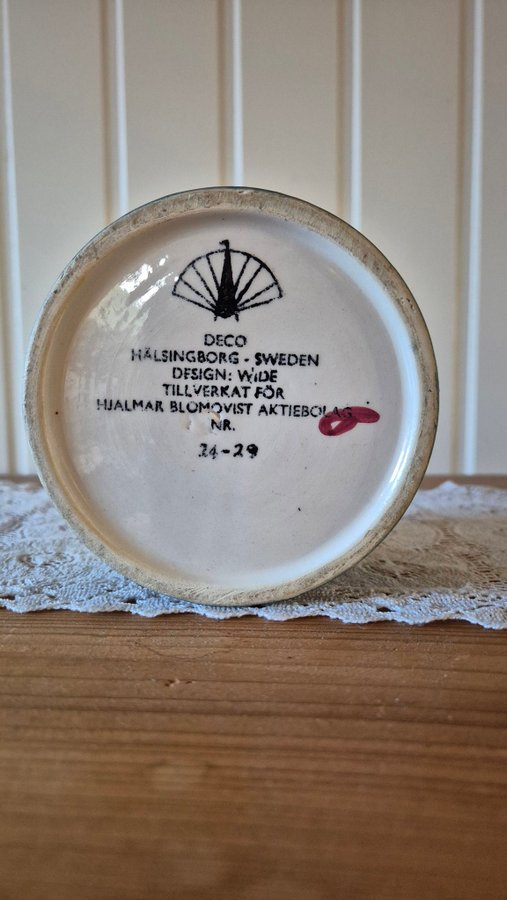 DECO
HÄLSINGBORG - SWEDEN
DESIGN: WIDE
TILLVERKAT FÖR
HJALMAR BLOMQVIST AKTIEBOLAG
NR.
24-29